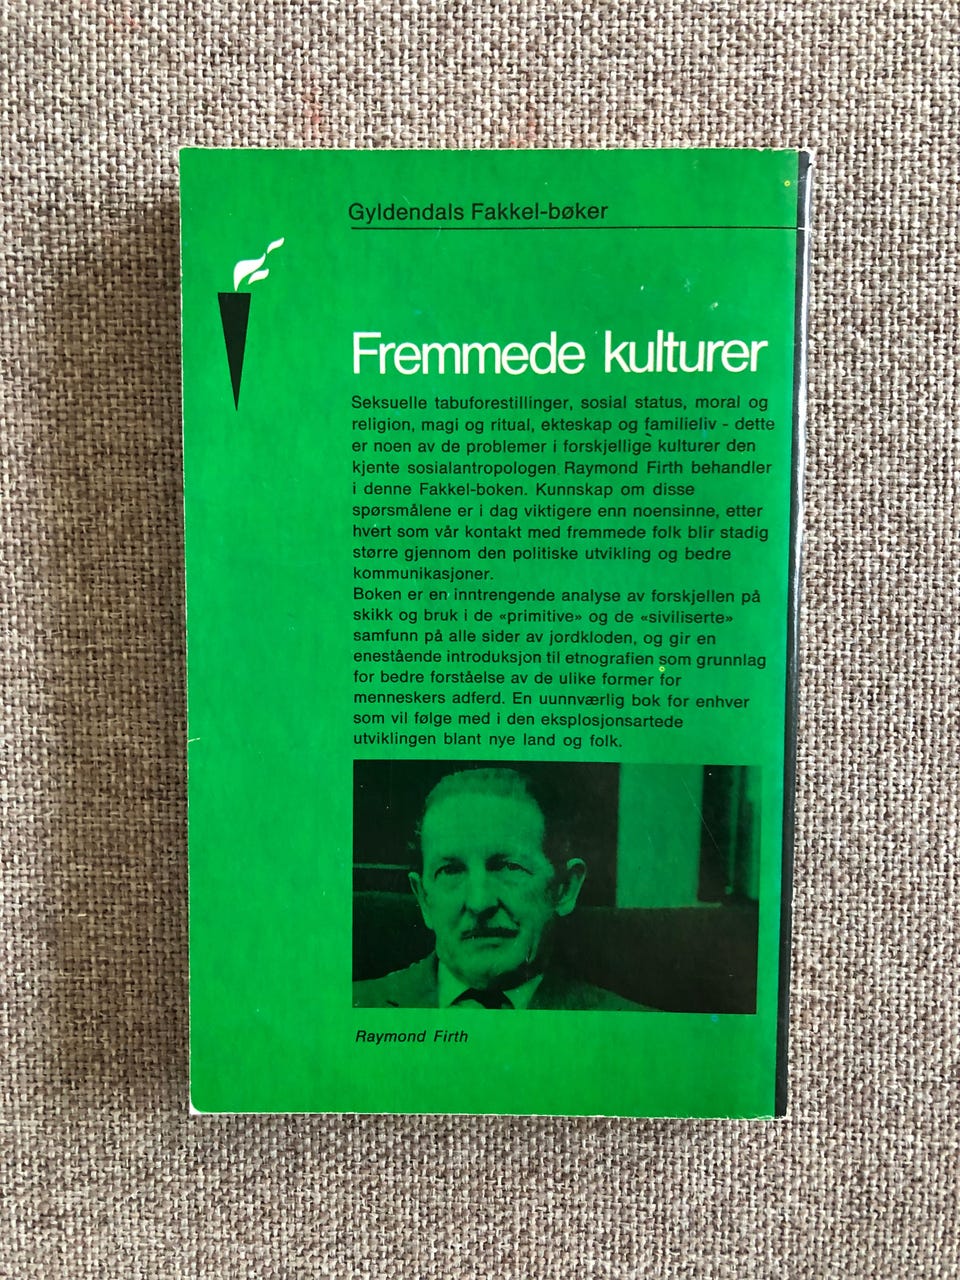 Gyldendals Fakkel-bøker
Fremmede kulturer
Seksuelle tabuforestillinger, sosial status, moral og
religion, magi og ritual, ekteskap og familieliv - dette
er noen av de problemer i forskjellige kulturer den
kjente sosialantropologen Raymond Firth behandler
i denne Fakkel-boken. Kunnskap om disse
spørsmålene er i dag viktigere enn noensinne, etter
hvert som vår kontakt med fremmede folk blir stadig
større gjennom den politiske utvikling og bedre
kommunikasjoner.
Boken er en inntrengende analyse av forskjellen på
skikk og bruk i de «primitive» og de «siviliserte»
samfunn på alle sider av jordkloden, og gir en
enestående introduksjon til etnografien som grunnlag
for bedre forståelse av de ulike former for
menneskers adferd. En uunnværlig bok for enhver
som vil følge med i den eksplosjonsartede
utviklingen blant nye land og folk.
Raymond Firth